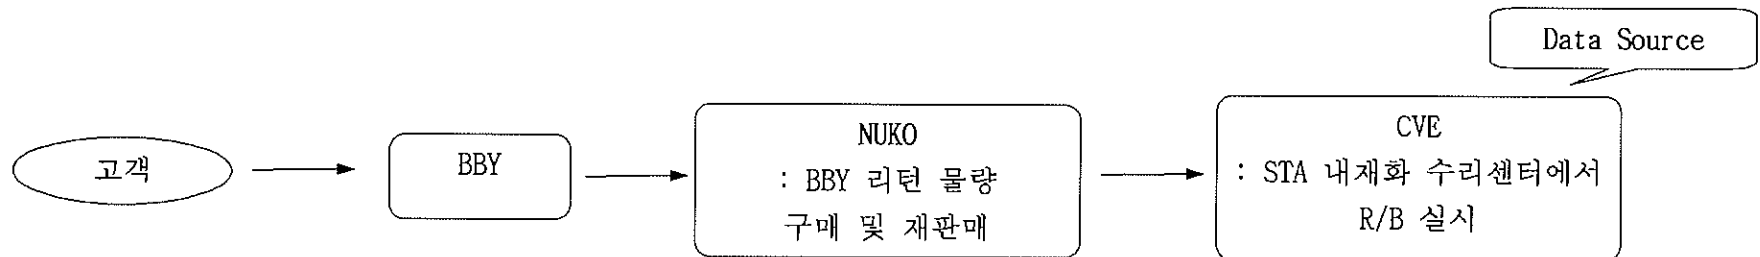 Data Source
고객
BBY
NUKO
: BBY 리턴 물량
구매 및 재판매
CVE
: STA 내재화 수리센터에서
R/B 실시